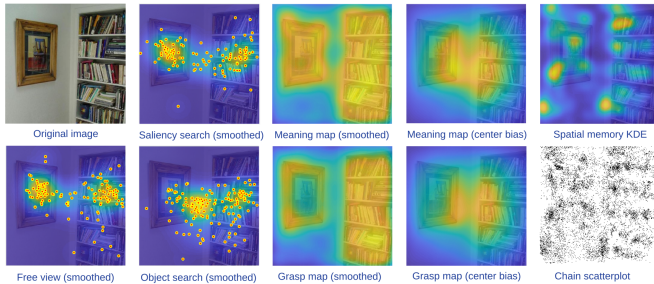 Original image
Saliency search (smoothed)
Meaning map (smoothed)
Meaning map (center bias)
Spatial memory KDE
Free view (smoothed)
Object search (smoothed)
Grasp map (smoothed)
Grasp map (center bias)
Chain scatterplot